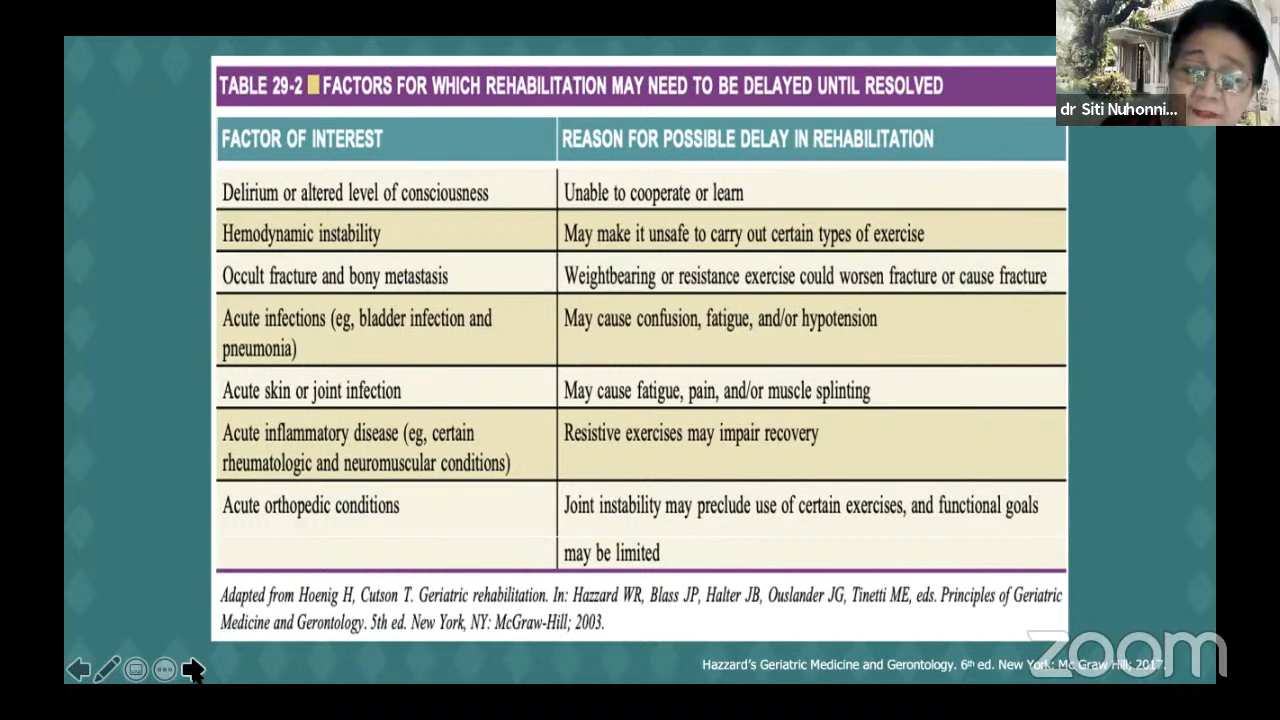 dr Siti Nuhonni...
TABLE 29-2 FACTORS FOR WHICH REHABILITATION MAY NEED TO BE DELAYED UNTIL RESOLVED
FACTOR OF INTEREST
REASON FOR POSSIBLE DELAY IN REHABILITATION
Delirium or altered level of consciousness
Unable to cooperate or learn
Hemodynamic instability
May make it unsafe to carry out certain types of exercise
Occult fracture and bony metastasis
Weightbearing or resistance exercise could worsen fracture or cause fracture
Acute infections (eg, bladder infection and
pneumonia)
May cause confusion, fatigue, and/or hypotension
Acute skin or joint infection
May cause fatigue, pain, and/or muscle splinting
Acute inflammatory disease (eg, certain
rheumatologic and neuromuscular conditions)
Resistive exercises may impair recovery
Acute orthopedic conditions
Joint instability may preclude use of certain exercises, and functional goals
may be limited
Adapted from Hoenig H, Cutson T. Geriatric rehabilitation. In: Hazzard WR, Blass JP, Halter JB, Ouslander JG, Tinetti ME, eds. Principles of Geriatric
Medicine and Gerontology. 5th ed. New York, NY: McGraw-Hill; 2003.
Hazzard's Geriatric Medicine and Gerontology. 6th ed. New York: Mc Graw Hill; 2017.
zoom